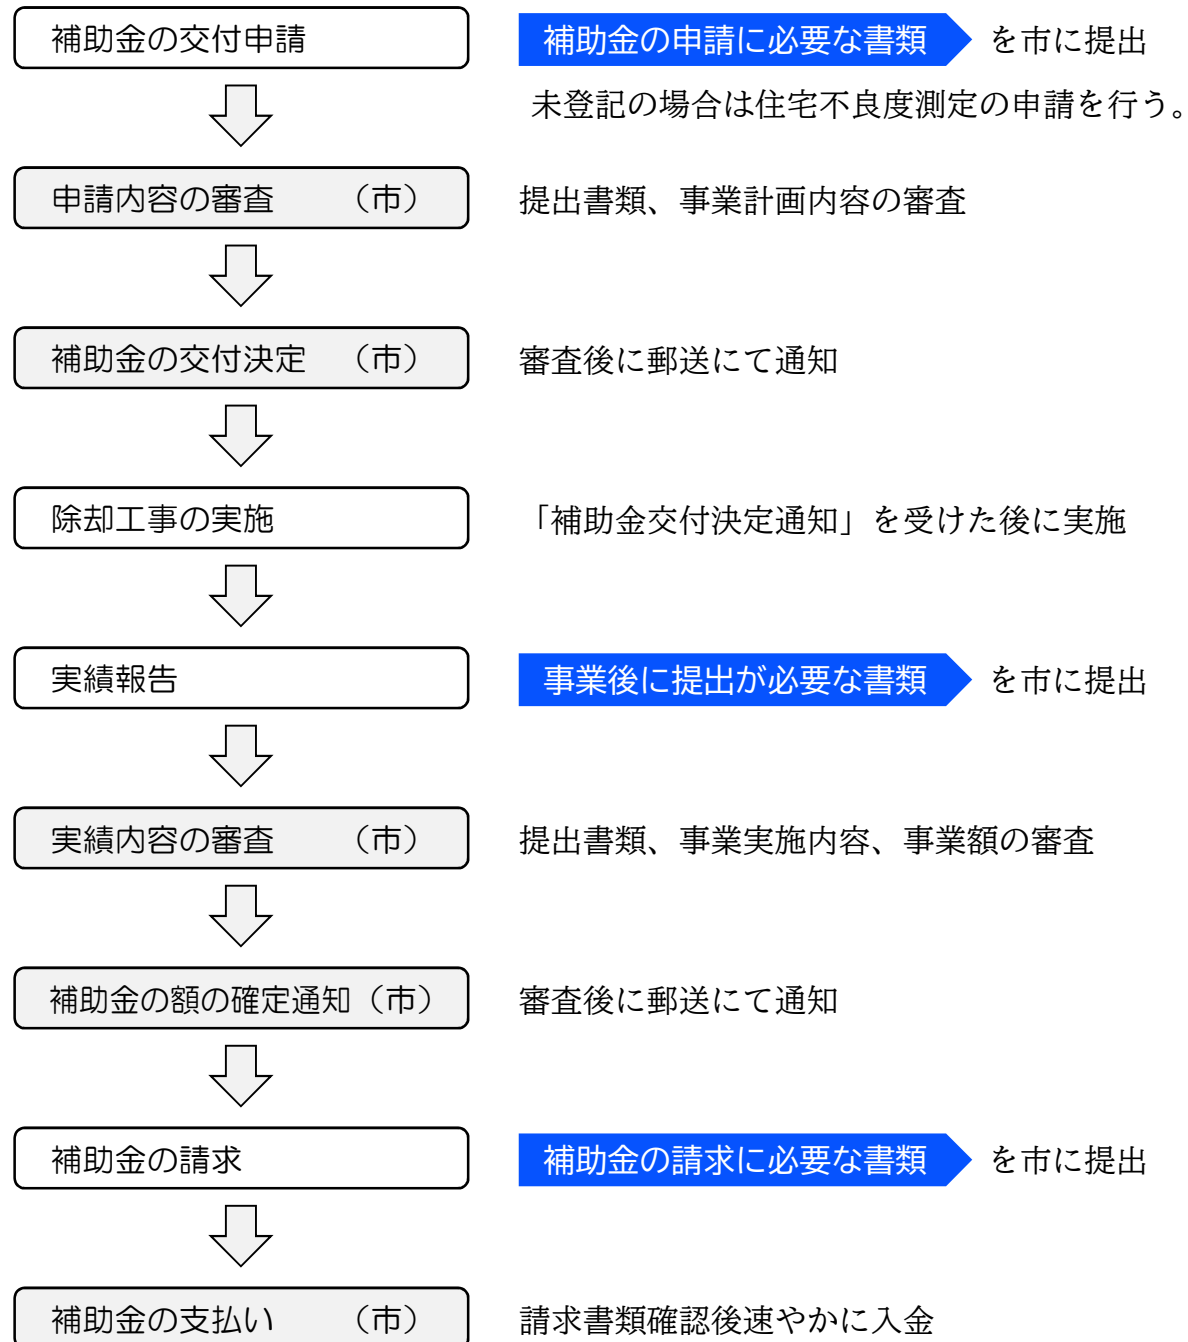 補助金の交付申請 補助金の申請に必要な書類 を市に提出
未登記の場合は住宅不良度測定の申請を行う。
申請内容の審査 （市） 提出書類、事業計画内容の審査
補助金の交付決定 （市） 審査後に郵送にて通知
除却工事の実施 「補助金交付決定通知」を受けた後に実施
実績報告 事業後に提出が必要な書類 を市に提出
実績内容の審査 （市） 提出書類、事業実施内容、事業額の審査
補助金の額の確定通知（市） 審査後に郵送にて通知
補助金の請求 補助金の請求に必要な書類 を市に提出
補助金の支払い （市） 請求書類確認後速やかに入金